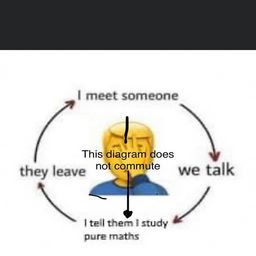 I meet someone
This diagram does
not commute
they leave
we talk
I tell them I study
pure maths